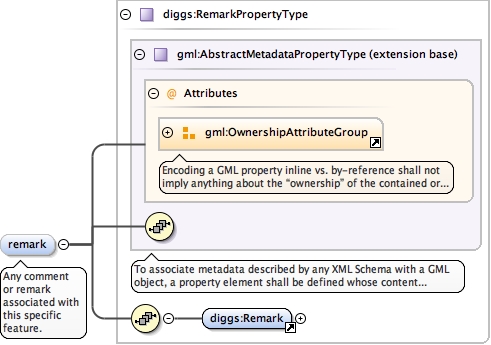 diggs:RemarkPropertyType
gml:AbstractMetadataPropertyType (extension base)
@ Attributes
gml:OwnershipAttributeGroup
Encoding a GML property inline vs. by-reference shall not
imply anything about the “ownership” of the contained or...
remark
Any comment
or remark
associated with
this specific
feature.
To associate metadata described by any XML Schema with a GML
object, a property element shall be defined whose content...
diggs:Remark